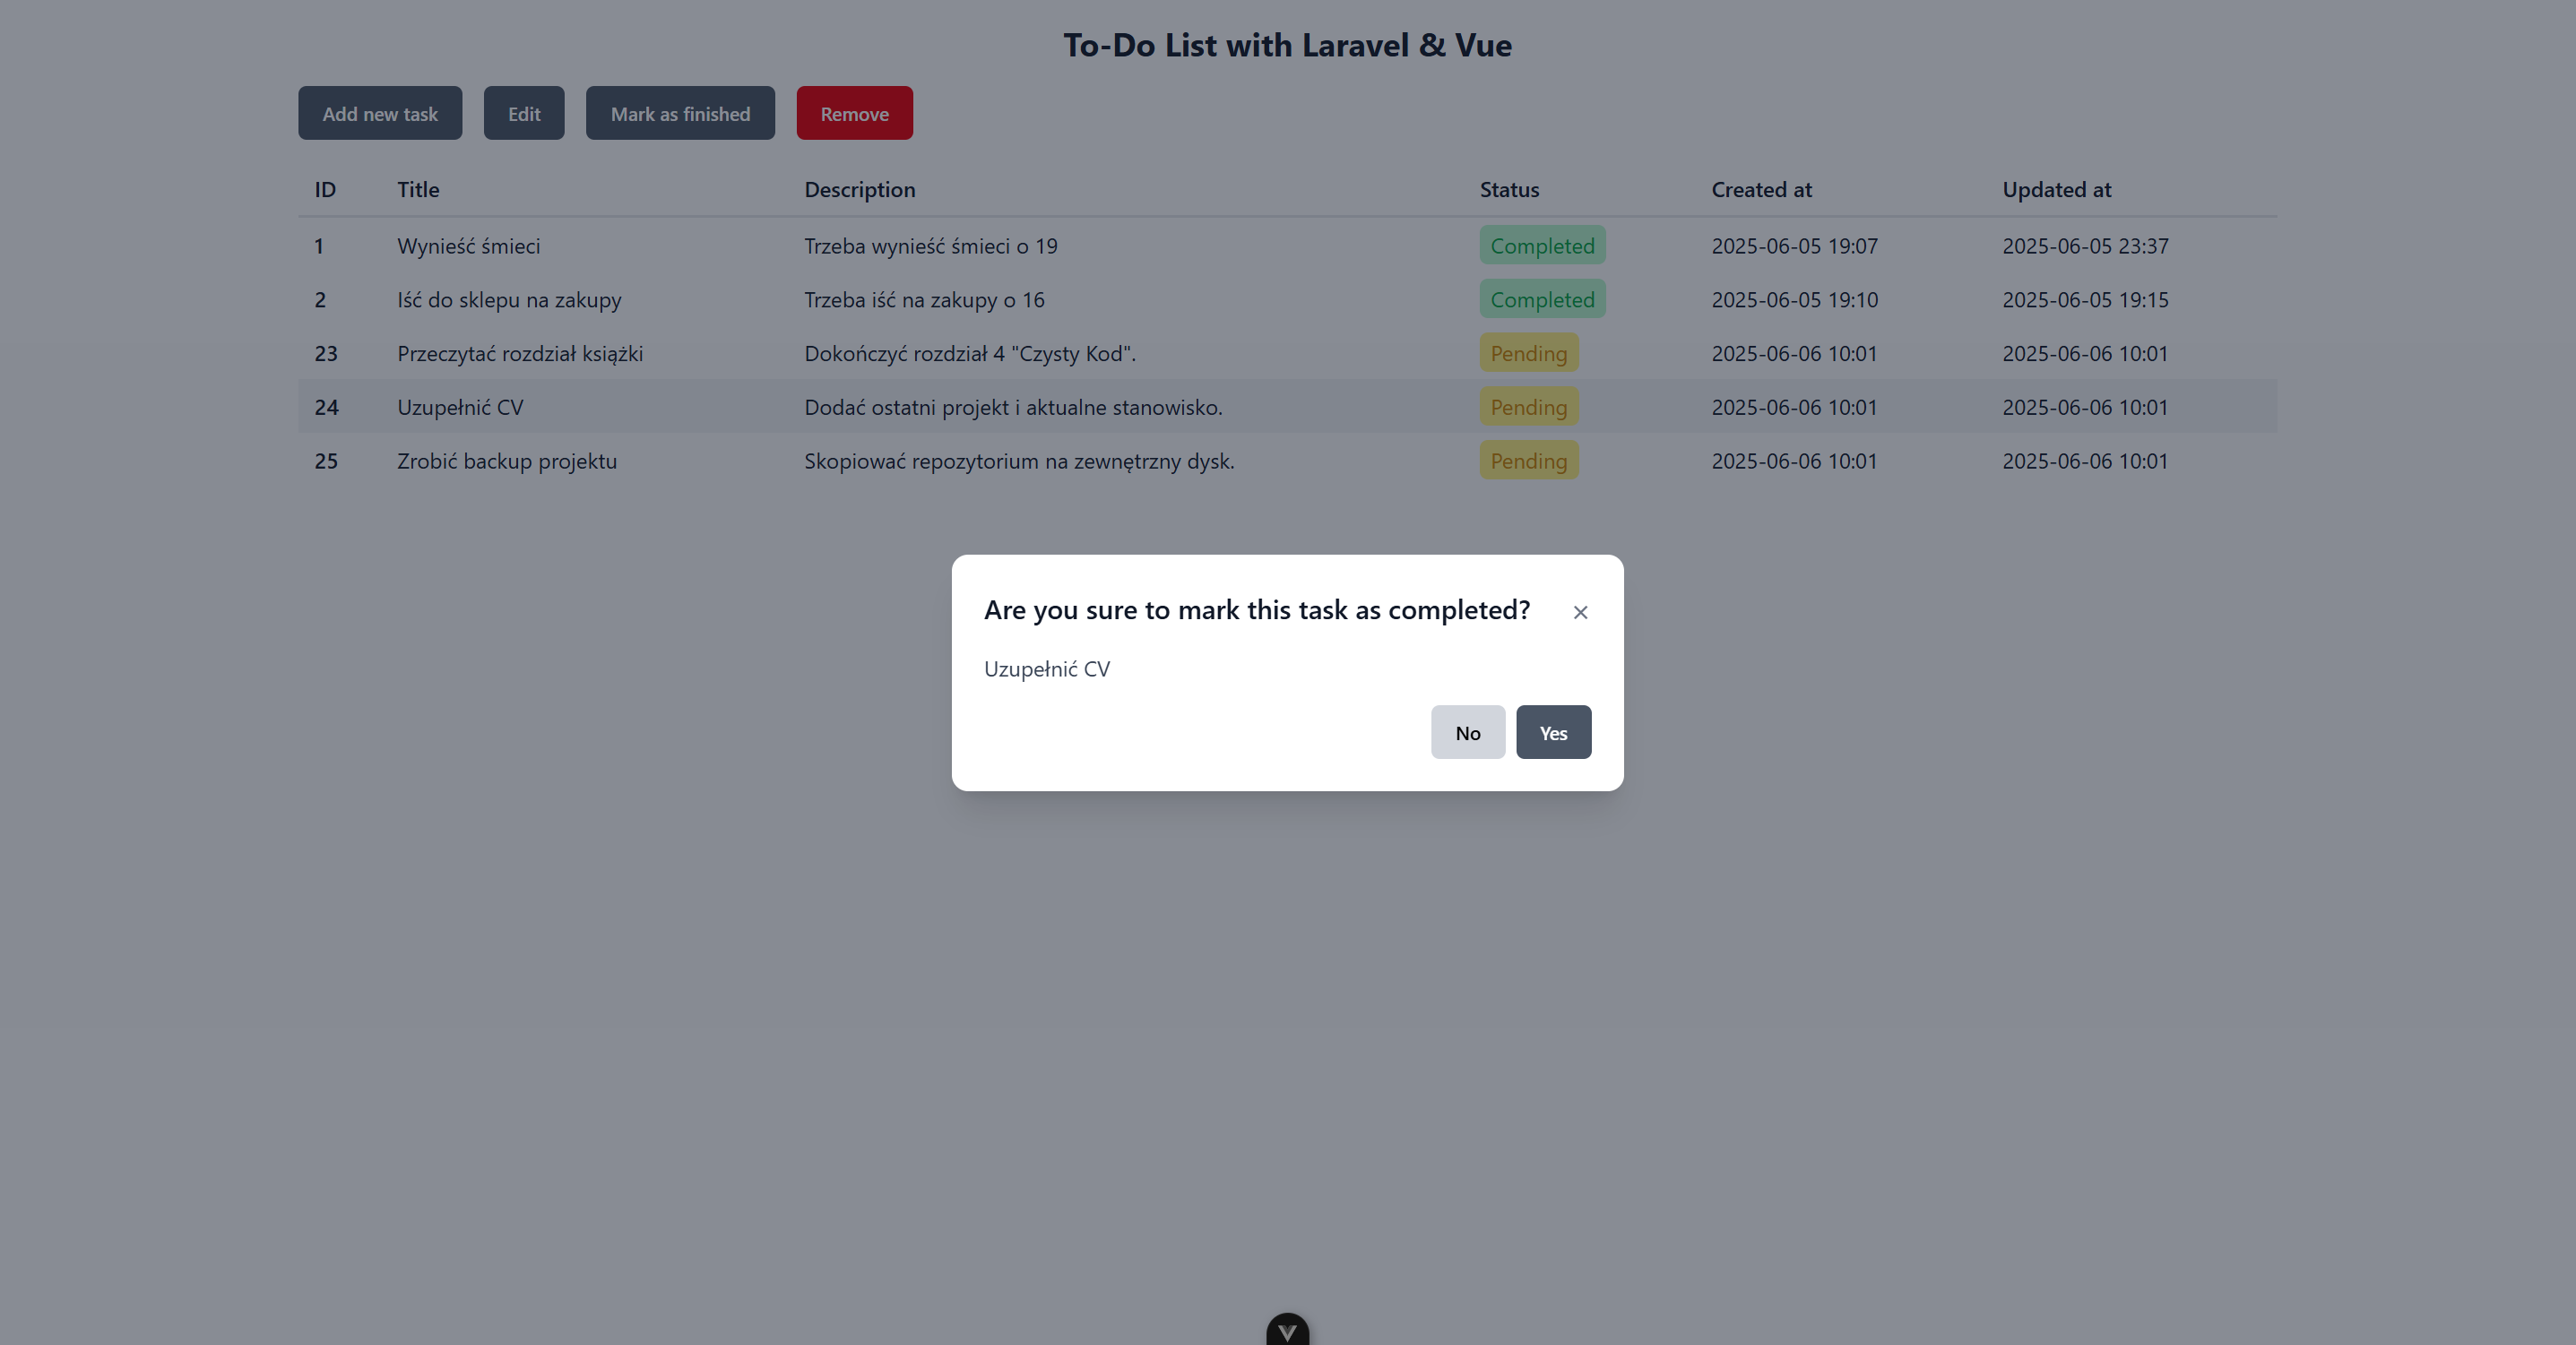 To-Do List with Laravel & Vue
Add new task Edit Mark as finished Remove
ID Title Description Status Created at Updated at
1 Wynieść śmieci Trzeba wynieść śmieci o 19 Completed 2025-06-05 19:07 2025-06-05 23:37
2 Iść do sklepu na zakupy Trzeba iść na zakupy o 16 Completed 2025-06-05 19:10 2025-06-05 19:15
23 Przeczytać rozdział książki Dokończyć rozdział 4 "Czysty Kod". Pending 2025-06-06 10:01 2025-06-06 10:01
24 Uzupełnić CV Dodać ostatni projekt i aktualne stanowisko. Pending 2025-06-06 10:01 2025-06-06 10:01
25 Zrobić backup projektu Skopiować repozytorium na zewnętrzny dysk. Pending 2025-06-06 10:01 2025-06-06 10:01
Are you sure to mark this task as completed? ×
Uzupełnić CV
No Yes